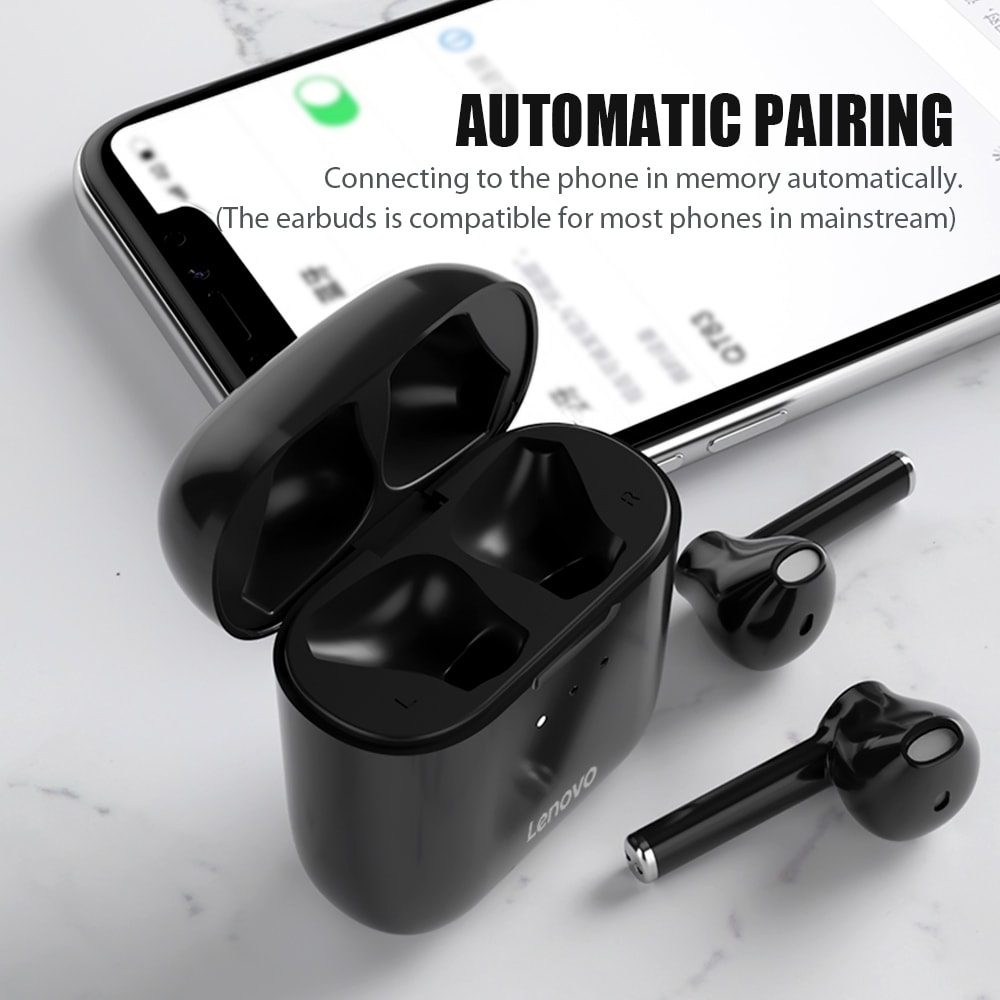 AUTOMATIC PAIRING
Connecting to the phone in memory automatically.
(The earbuds is compatible for most phones in mainstream)
QT83
R
L
Lenovo